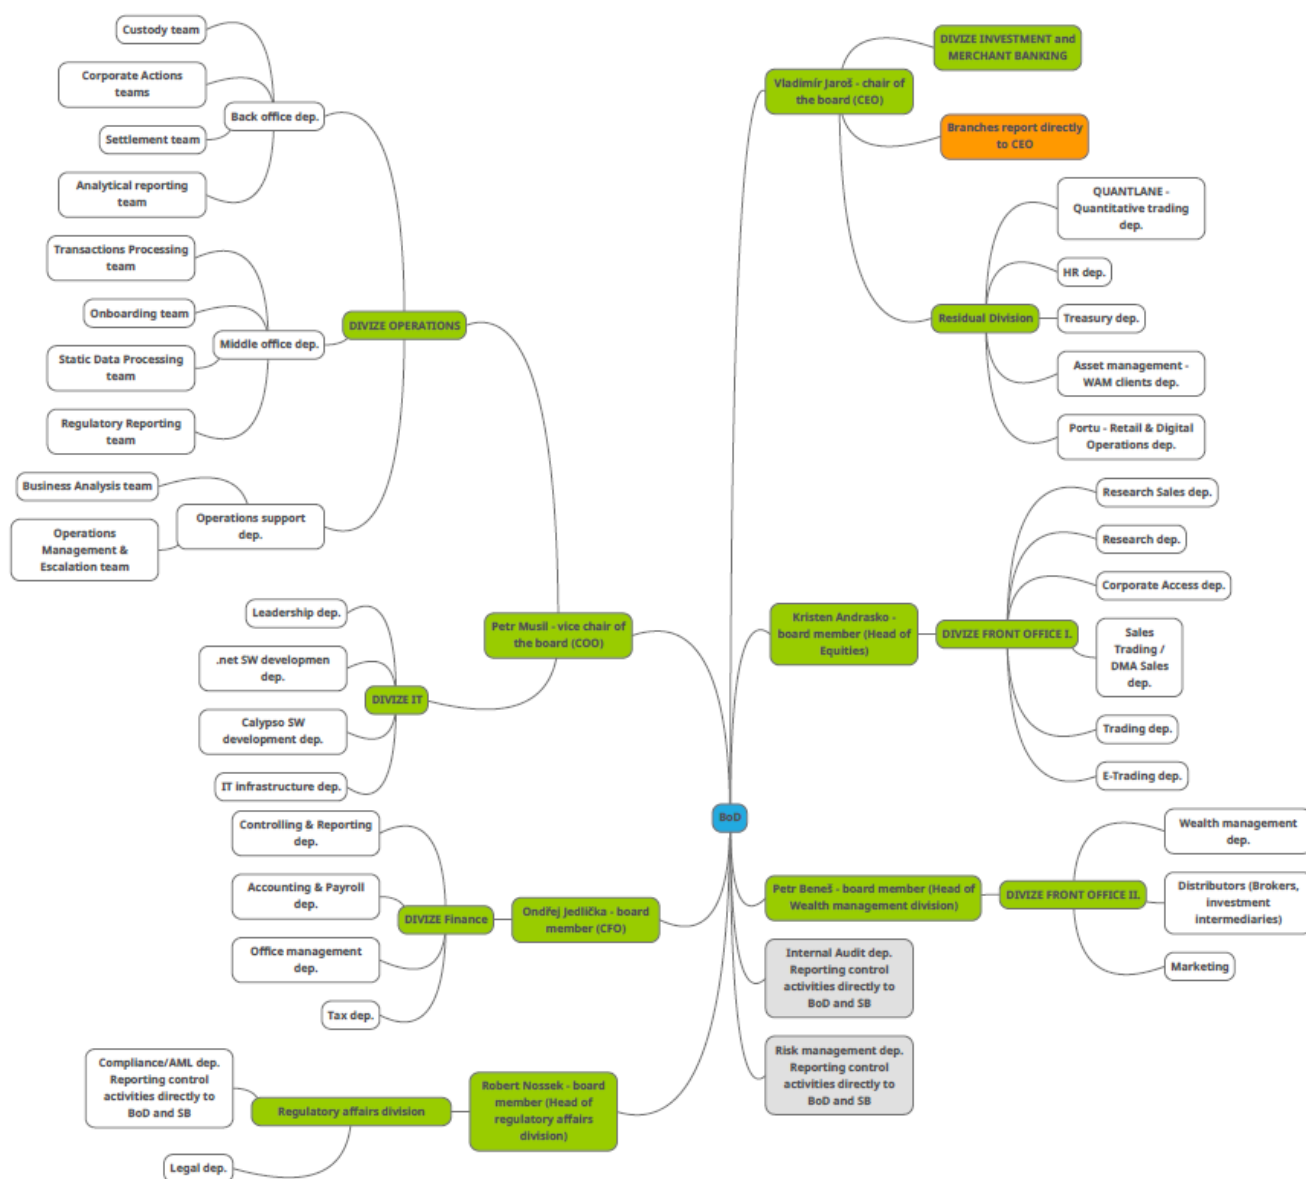 Custody team
Corporate Actions
teams
Back office dep.
Settlement team
Analytical reporting
team
Transactions Processing
team
Onboarding team
DIVIZE OPERATIONS
Middle office dep.
Static Data Processing
team
Regulatory Reporting
team
Business Analysis team
Operations support
dep.
Operations
Management &
Escalation team
Petr Musil - vice chair of
the board (COO)
Leadership dep.
.net SW developmen
dep.
DIVIZE IT
Calypso SW
development dep.
IT infrastructure dep.
Controlling & Reporting
dep.
Accounting & Payroll
dep.
DIVIZE Finance
Ondřej Jedlička - board
member (CFO)
Office management
dep.
Tax dep.
Compliance/AML dep.
Reporting control
activities directly to
BoD and SB
Regulatory affairs division
Robert Nossek - board
member (Head of
regulatory affairs
division)
Legal dep.
BoD
DIVIZE INVESTMENT and
MERCHANT BANKING
Vladimír Jaroš - chair of
the board (CEO)
Branches report directly
to CEO
QUANTLANE -
Quantitative trading
dep.
HR dep.
Residual Division
Treasury dep.
Asset management -
WAM clients dep.
Portu - Retail & Digital
Operations dep.
Research Sales dep.
Research dep.
Corporate Access dep.
Kristen Andrasko -
board member (Head of
Equities)
DIVIZE FRONT OFFICE I.
Sales
Trading /
DMA Sales
dep.
Trading dep.
E-Trading dep.
Wealth management
dep.
Petr Beneš - board member (Head of
Wealth management division)
DIVIZE FRONT OFFICE II.
Distributors (Brokers,
investment
intermediaries)
Marketing
Internal Audit dep.
Reporting control
activities directly to
BoD and SB
Risk management dep.
Reporting control
activities directly to
BoD and SB